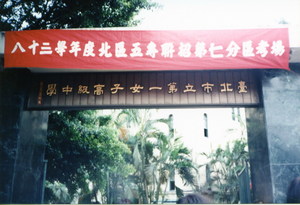 八十二學年度北區五專聯招第仁分區考場
臺北市立第一女子高級中學